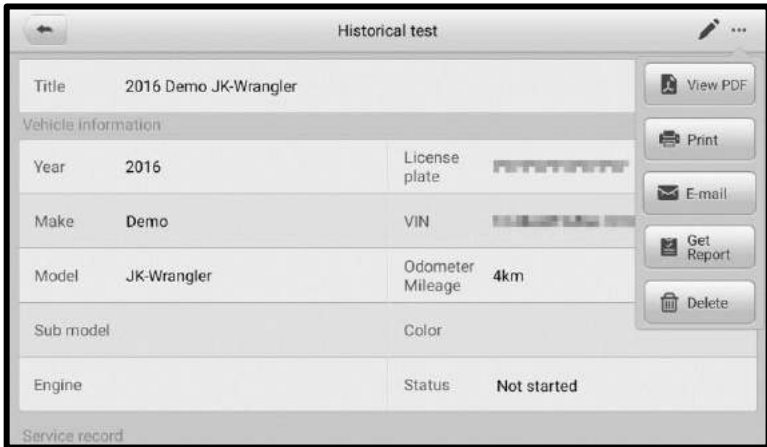 Historical test
Title 2016 Demo JK-Wrangler
View PDF
Vehicle information
Print
Year 2016 License plate
E-mail
Make Demo VIN
Get Report
Model JK-Wrangler Odometer Mileage 4km
Delete
Sub model Color
Engine Status Not started
Service record